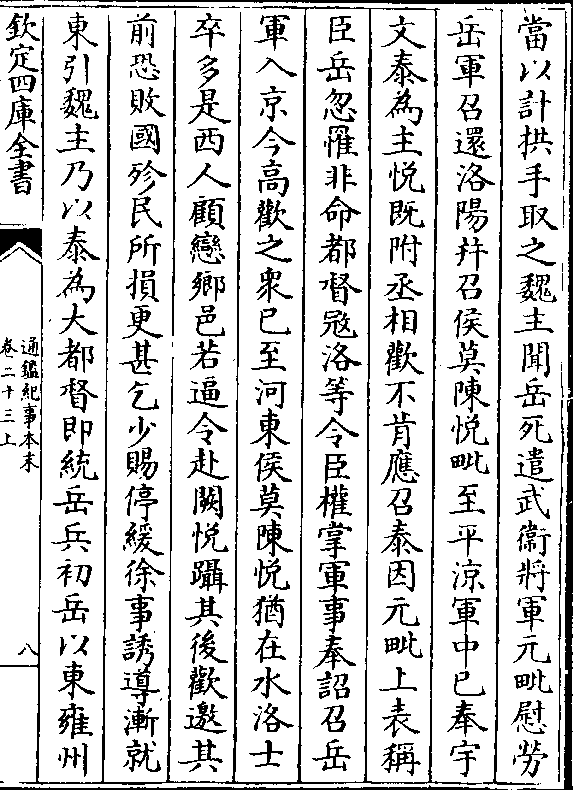 當以計拱手取之魏主聞岳死遣武衞將軍元毗慰勞
岳軍召還洛陽幷召侯莫陳悦毗至平涼軍中已奉宇
文泰為主悦既附丞相歡不肯應召泰因元毗上表稱
臣岳忽罹非命都督冦洛等令臣權掌軍事奉詔召岳
軍入京今高歡之衆已至河東侯莫陳悦猶在水洛士
卒多是西人顧戀鄉邑若逼令赴闕悦躡其後歡邀其
前恐敗國殄民所損更甚乞少賜停緩徐事誘導漸就
東引魏主乃以泰為大都督即統岳兵初岳以東雍州
欽定四庫全書
通鑑紀事本末
卷二十三上
八